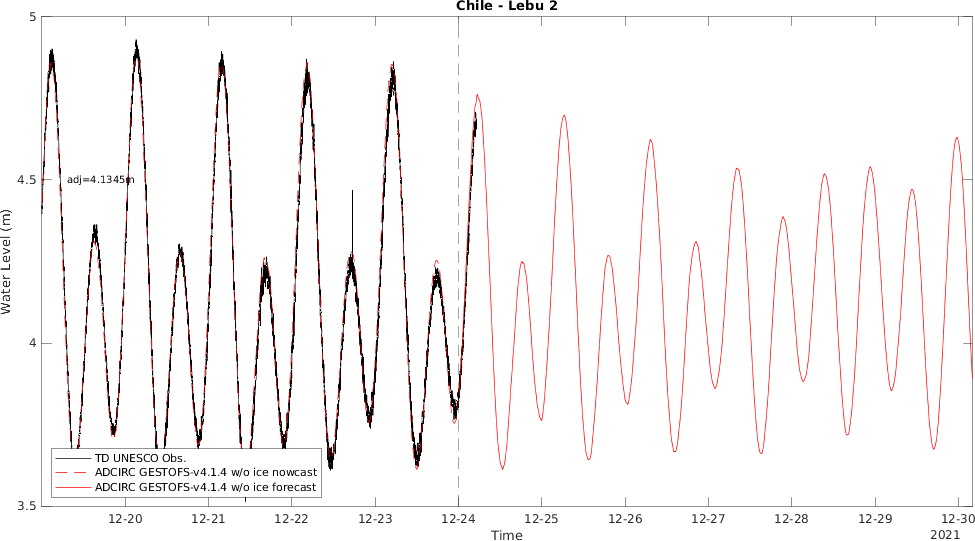 Chile - Lebu 2
5
4.5
4
3.5
Water Level (m)
adj=4.1345m
TD UNESCO Obs.
ADCIRC GESTOFS-v4.1.4 w/o ice nowcast
ADCIRC GESTOFS-v4.1.4 w/o ice forecast
12-20 12-21 12-22 12-23 12-24 12-25 12-26 12-27 12-28 12-29 12-30
Time
2021